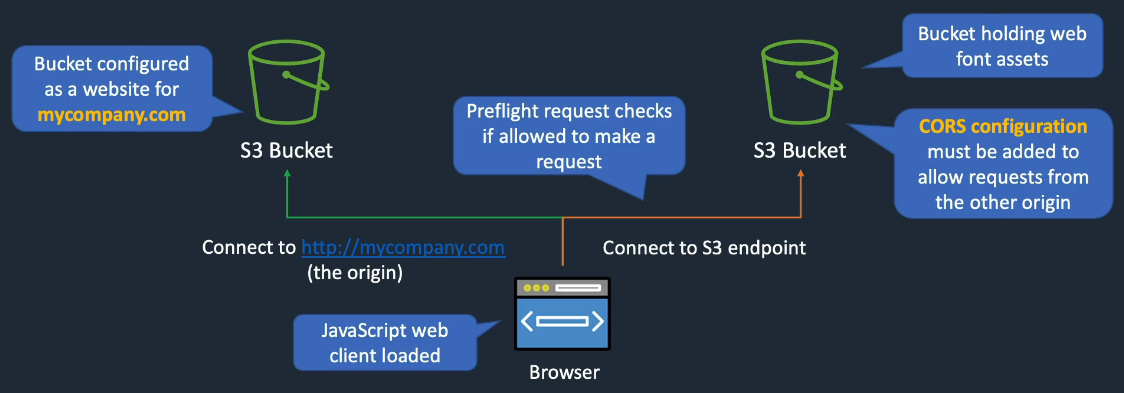 Bucket configured
as a website for
mycompany.com
S3 Bucket
Preflight request checks
if allowed to make a
request
Bucket holding web
font assets
S3 Bucket
CORS configuration
must be added to
allow requests from
the other origin
Connect to http://mycompany.com
(the origin)
Connect to S3 endpoint
JavaScript web
client loaded
Browser